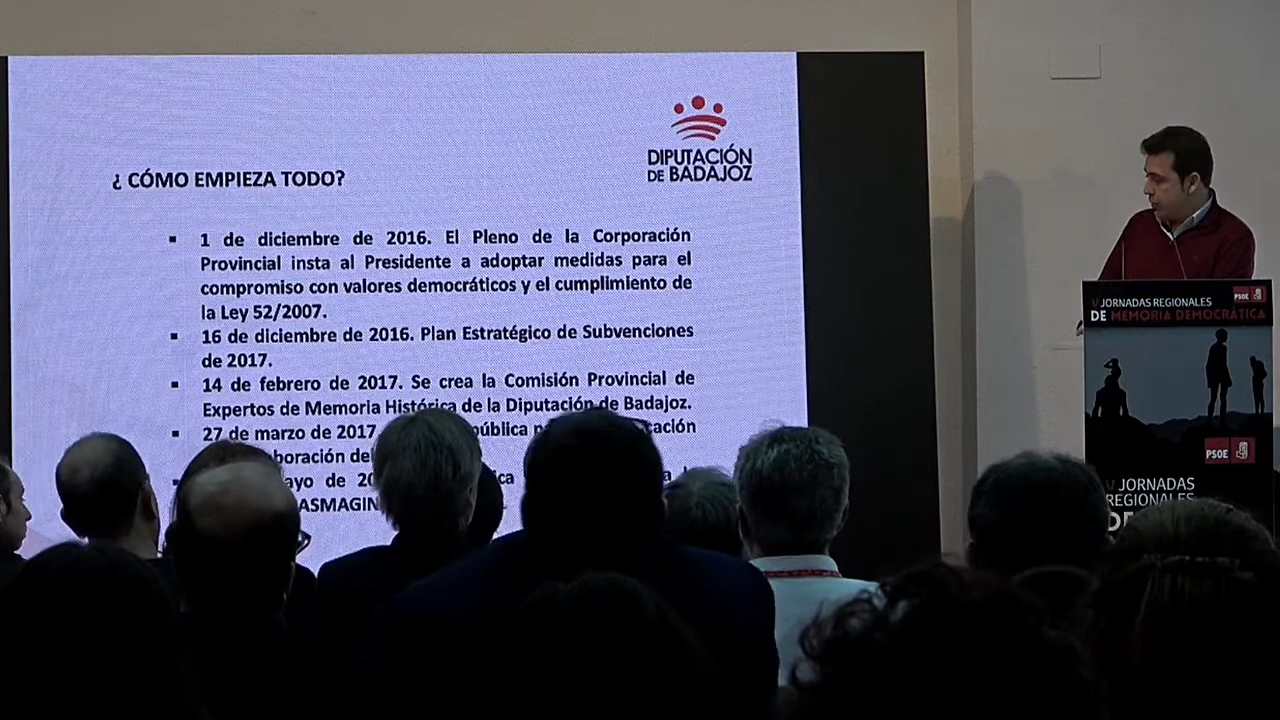 DIPUTACIÓN
DE BADAJOZ
¿ CÓMO EMPIEZA TODO?
▪ 1 de diciembre de 2016. El Pleno de la Corporación
Provincial insta al Presidente a adoptar medidas para el
compromiso con valores democráticos y el cumplimiento de
la Ley 52/2007.
▪ 16 de diciembre de 2016. Plan Estratégico de Subvenciones
de 2017.
▪ 14 de febrero de 2017. Se crea la Comisión Provincial de
Expertos de Memoria Histórica de la Diputación de Badajoz.
▪ 27 de marzo de 2017
V JORNADAS REGIONALES
DE MEMORIA DEMOCRÁTICA
PSOE
PSOE
V JORNADAS
REGIONALES